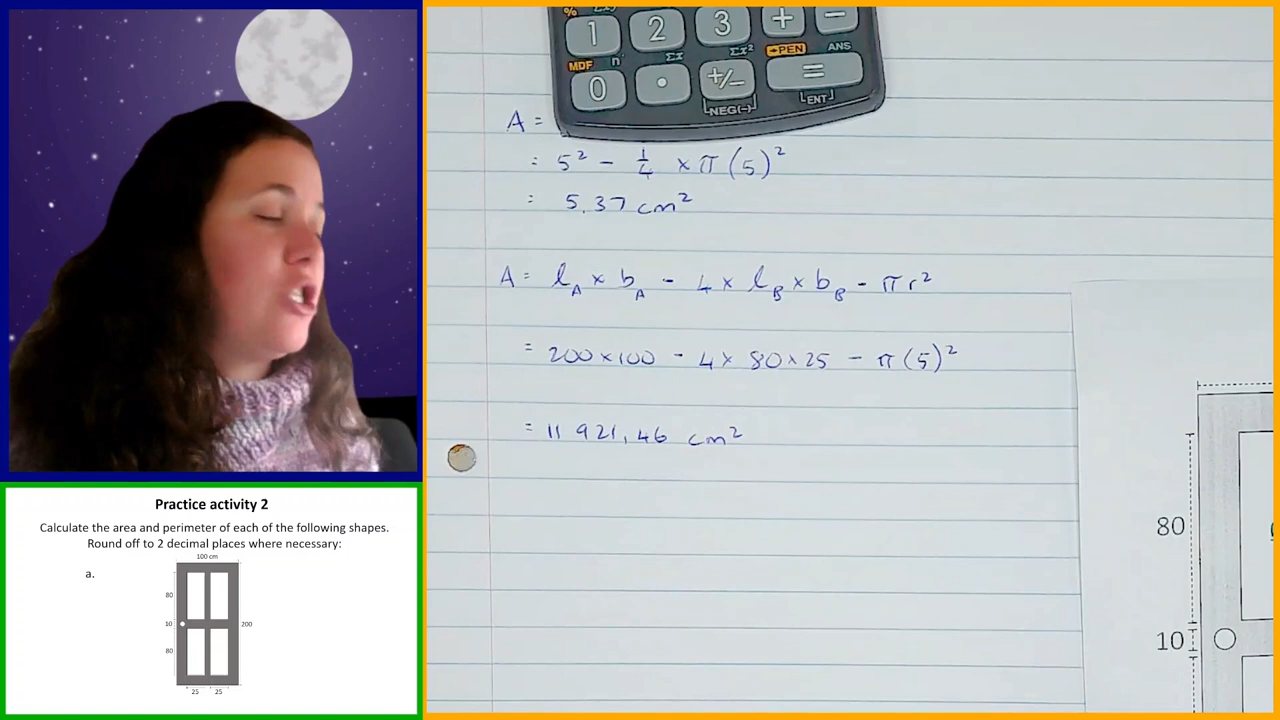 Practice activity 2
Calculate the area and perimeter of each of the following shapes.
Round off to 2 decimal places where necessary:
100 cm
a.
80
10
200
80
25 25
%
1 2 3 + −
MDF Σx Σx² →PEN ANS
0 • +/− =
NEG(−) ENT
A =
= 5² − 1/4 × π (5)²
= 5,37 cm²
A = l_A × b_A − 4 × l_B × b_B − πr²
= 200×100 − 4× 80×25 − π(5)²
= 11 921,46 cm²
80
10